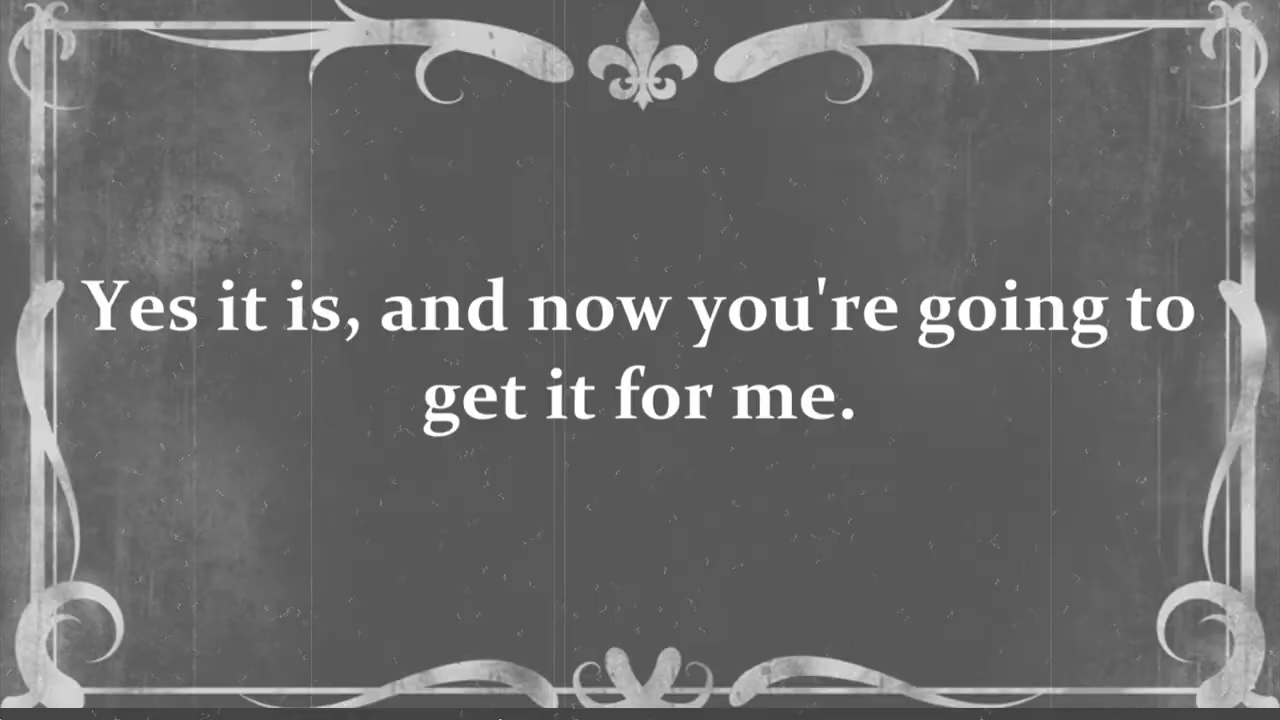 Yes it is, and now you're going to
get it for me.